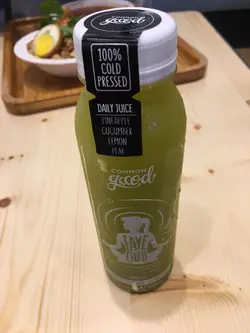 COMMON
good
100%
COLD
PRESSED
DAILY JUICE
PINEAPPLE
CUCUMBER
LEMON
PEAR
COMMON
good